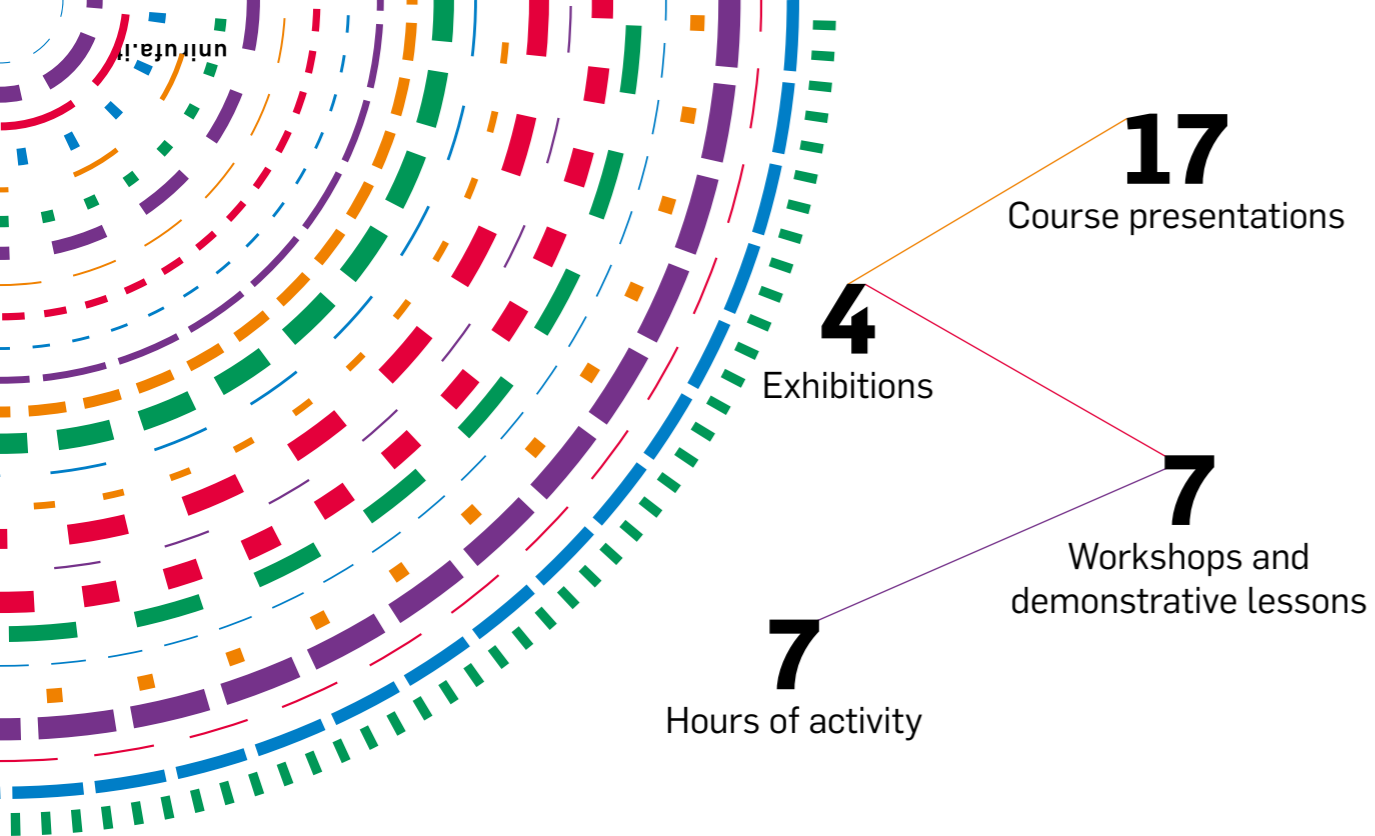 unirufa.it
17
Course presentations
4
Exhibitions
7
Workshops and
demonstrative lessons
7
Hours of activity